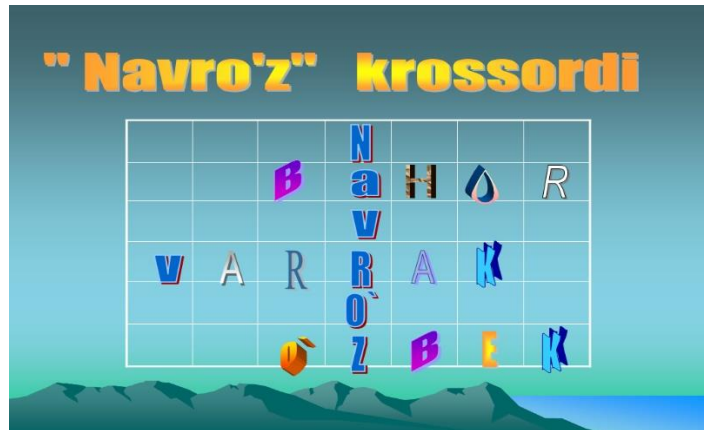 " Navro'z" krossordi
N
B a H O R
V
V A R R A K
O`
O` Z B E K